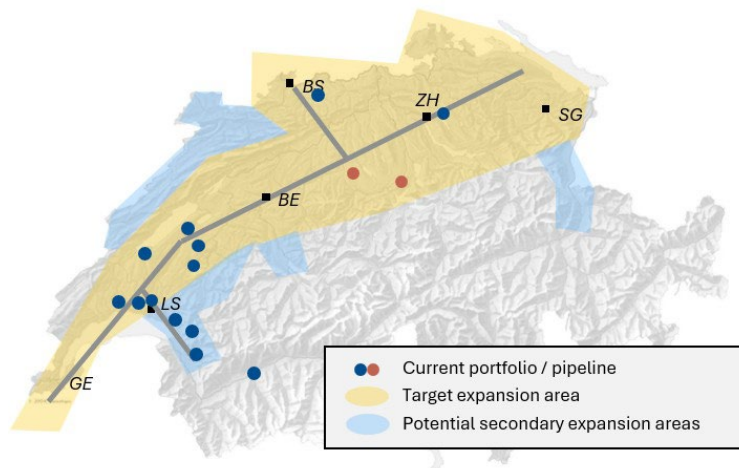 BS
ZH
SG
BE
LS
GE
Current portfolio / pipeline
Target expansion area
Potential secondary expansion areas